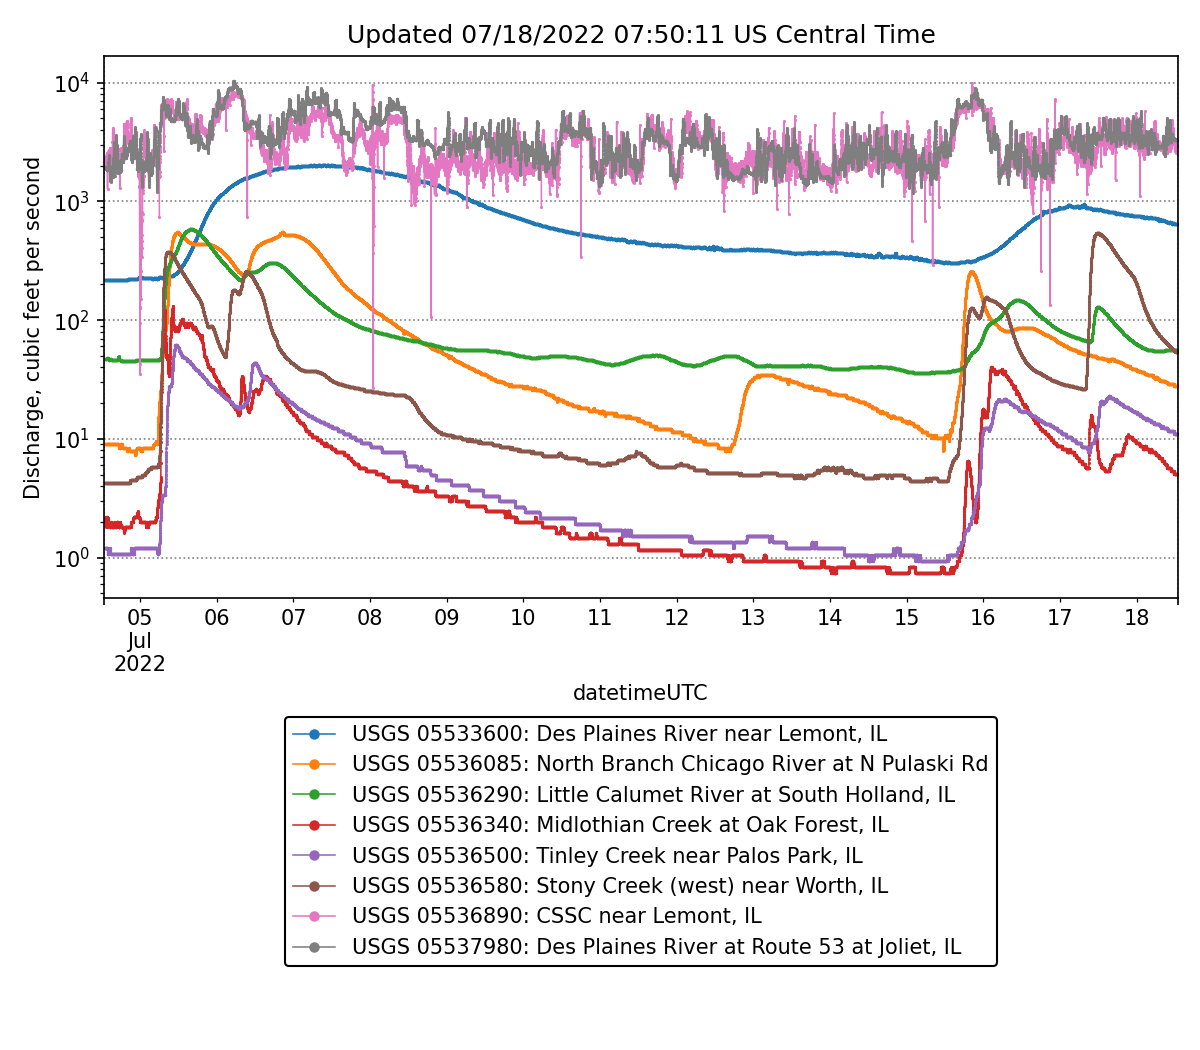 Updated 07/18/2022 07:50:11 US Central Time
Discharge, cubic feet per second
10^4
10^3
10^2
10^1
10^0
05 06 07 08 09 10 11 12 13 14 15 16 17 18
Jul
2022
datetimeUTC
USGS 05533600: Des Plaines River near Lemont, IL
USGS 05536085: North Branch Chicago River at N Pulaski Rd
USGS 05536290: Little Calumet River at South Holland, IL
USGS 05536340: Midlothian Creek at Oak Forest, IL
USGS 05536500: Tinley Creek near Palos Park, IL
USGS 05536580: Stony Creek (west) near Worth, IL
USGS 05536890: CSSC near Lemont, IL
USGS 05537980: Des Plaines River at Route 53 at Joliet, IL